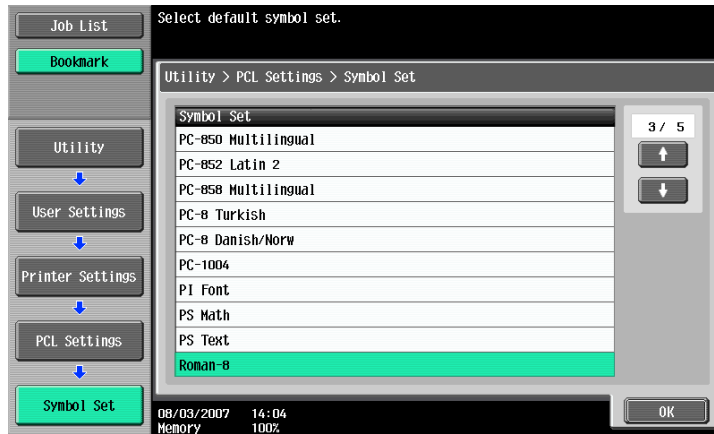 Job List
Bookmark
Utility
User Settings
Printer Settings
PCL Settings
Symbol Set
Select default symbol set.
Utility > PCL Settings > Symbol Set
Symbol Set
PC-850 Multilingual
PC-852 Latin 2
PC-858 Multilingual
PC-8 Turkish
PC-8 Danish/Norw
PC-1004
PI Font
PS Math
PS Text
Roman-8
3/ 5
08/03/2007 14:04
Memory 100%
OK